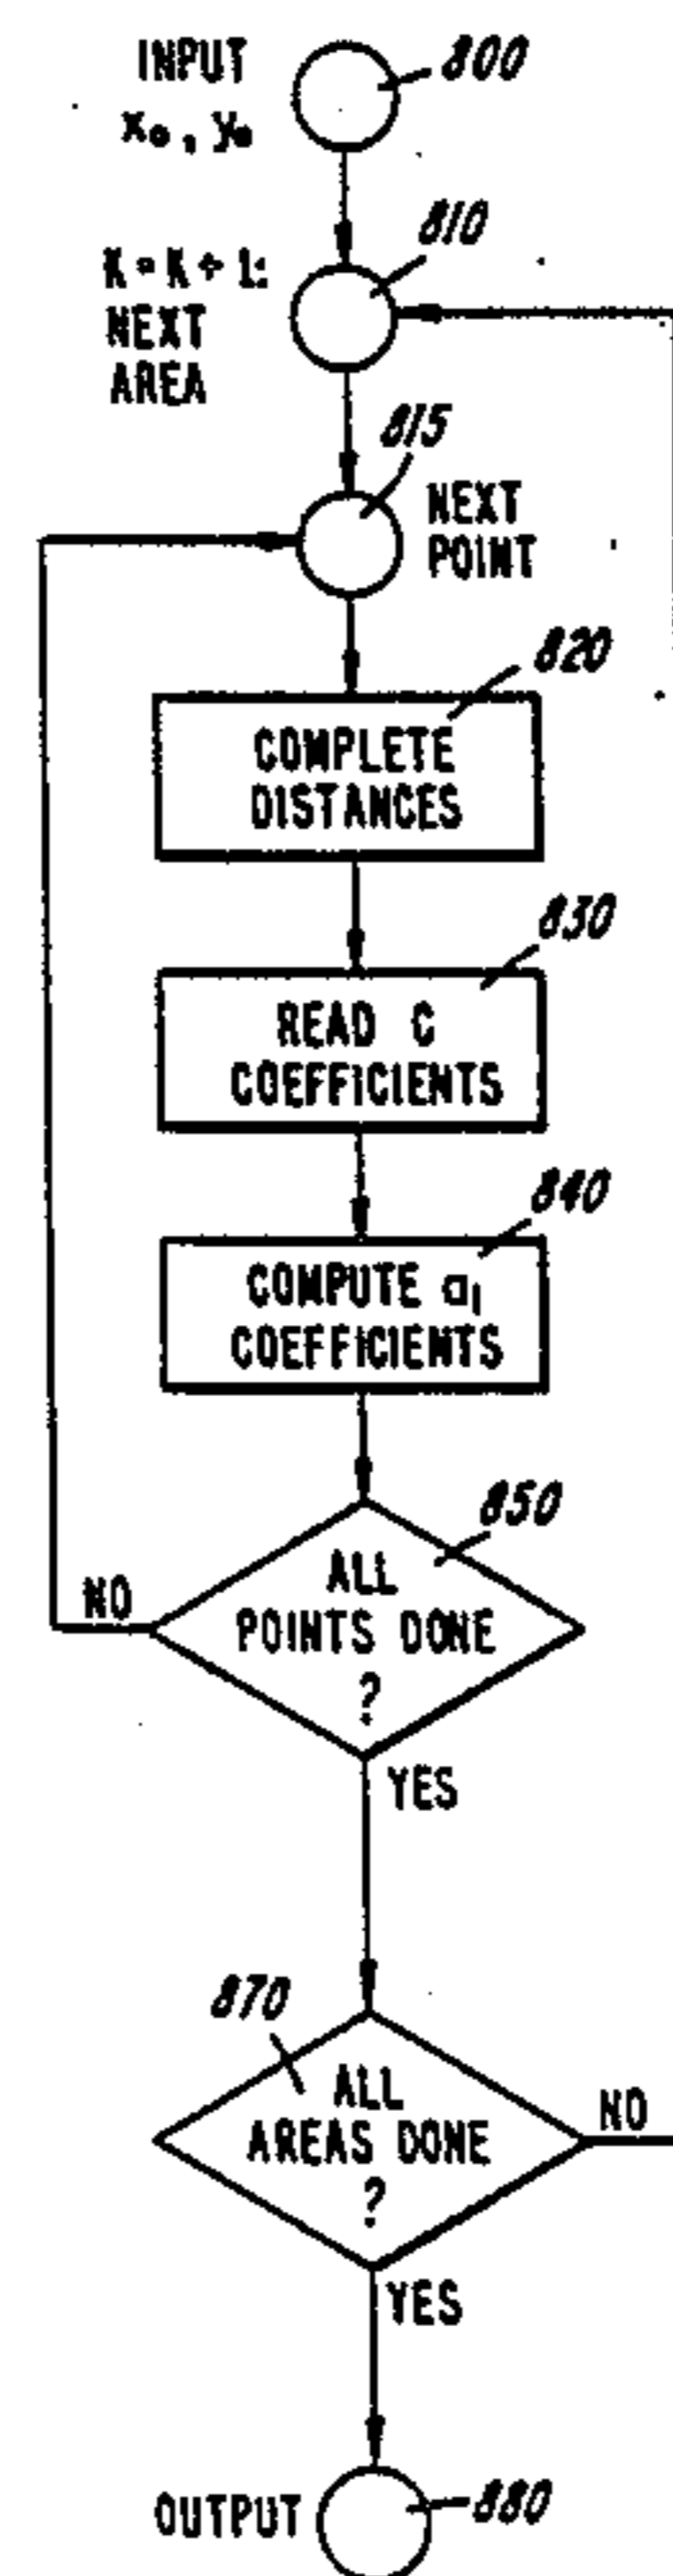 INPUT
x₀, y₀
800
810
K = K + 1:
NEXT
AREA
815
NEXT
POINT
820
COMPLETE
DISTANCES
830
READ C
COEFFICIENTS
840
COMPUTE a₁
COEFFICIENTS
850
ALL
POINTS DONE
?
NO
YES
870
ALL
AREAS DONE
?
NO
YES
OUTPUT
880